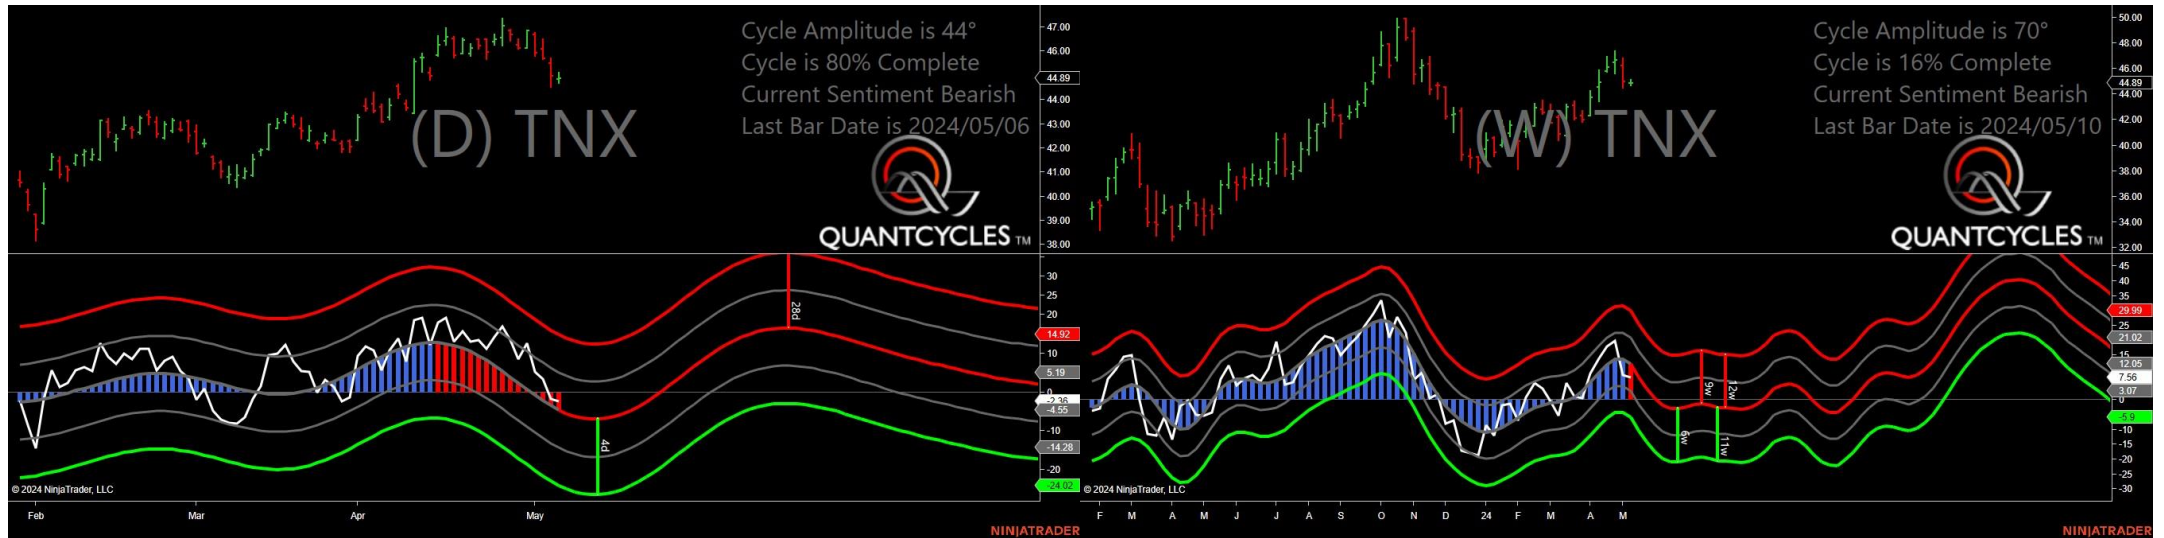 Cycle Amplitude is 44°
Cycle is 80% Complete
Current Sentiment Bearish
Last Bar Date is 2024/05/06
(D) TNX
QUANTCYCLES TM
47.00
46.00
44.89
44.00
43.00
42.00
41.00
40.00
39.00
38.00
30
25
20
14.92
10
5.19
0
-2.36
-4.55
-10
-14.28
-20
-24.02
28d
4d
© 2024 NinjaTrader, LLC
Feb Mar Apr May
NINJATRADER
Cycle Amplitude is 70°
Cycle is 16% Complete
Current Sentiment Bearish
Last Bar Date is 2024/05/10
(W) TNX
QUANTCYCLES TM
50.00
48.00
46.00
44.89
44.00
42.00
40.00
38.00
36.00
34.00
32.00
45
35
29.99
25
21.02
15
12.05
7.56
3.07
0
-5.9
-10
-15
-20
-25
-30
9w
12w
6w
11w
© 2024 NinjaTrader, LLC
F M A M J J A S O N D 24 F M A M
NINJATRADER